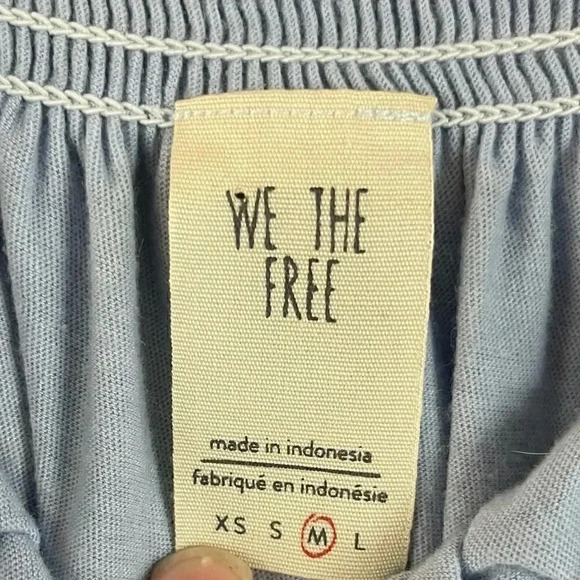 WE THE
FREE
made in indonesia
fabriqué en indonésie
XS S M L